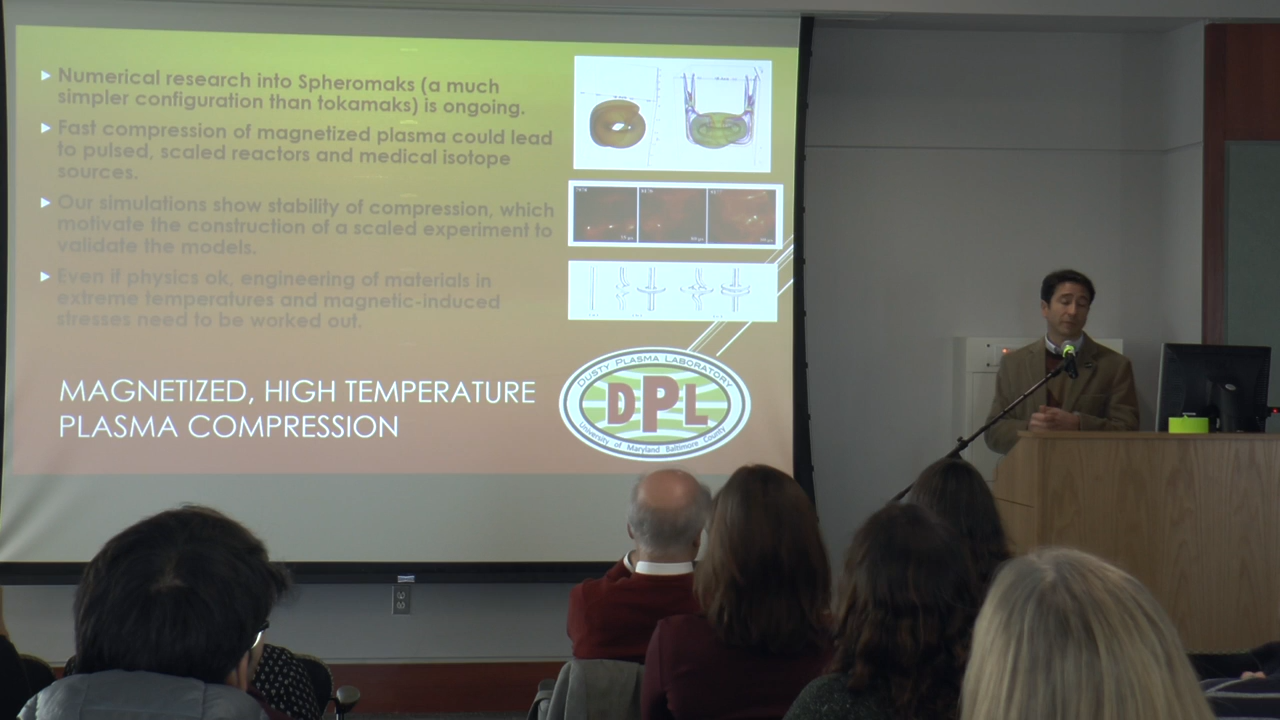 Numerical research into Spheromaks (a much
simpler configuration than tokamaks) is ongoing.
Fast compression of magnetized plasma could lead
to pulsed, scaled reactors and medical isotope
sources.
Our simulations show stability of compression, which
motivate the construction of a scaled experiment to
validate the models.
Even if physics ok, engineering of materials in
extreme temperatures and magnetic-induced
stresses need to be worked out.
MAGNETIZED, HIGH TEMPERATURE
PLASMA COMPRESSION
DUSTY PLASMA LABORATORY
DPL
University of Maryland Baltimore County